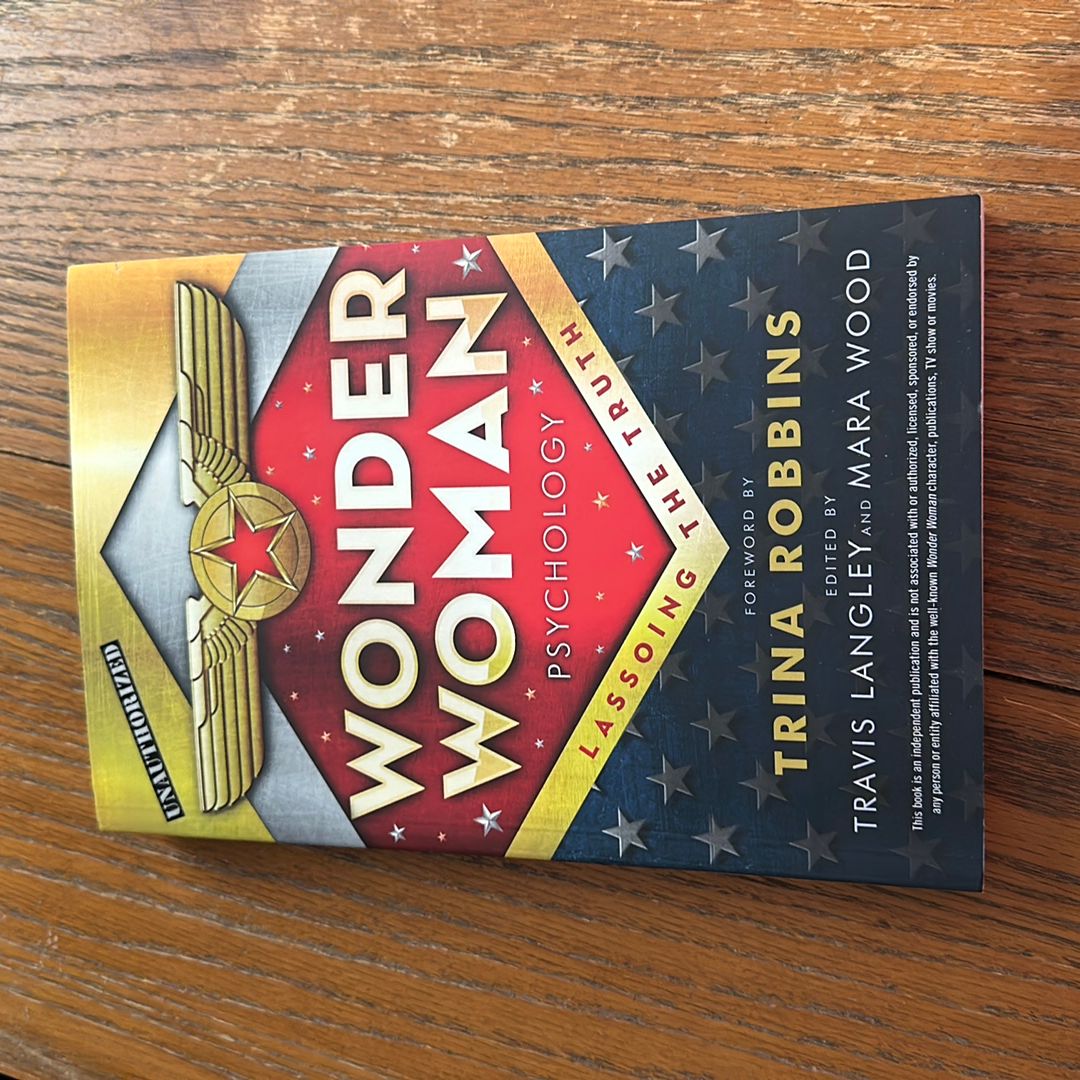 UNAUTHORIZED
WONDER
WOMAN
PSYCHOLOGY
LASSOING THE TRUTH
FOREWORD BY
TRINA ROBBINS
EDITED BY
TRAVIS LANGLEY AND MARA WOOD
This book is an independent publication and is not associated with or authorized, licensed, sponsored, or endorsed by
any person or entity affiliated with the well-known Wonder Woman character, publications, TV show or movies.